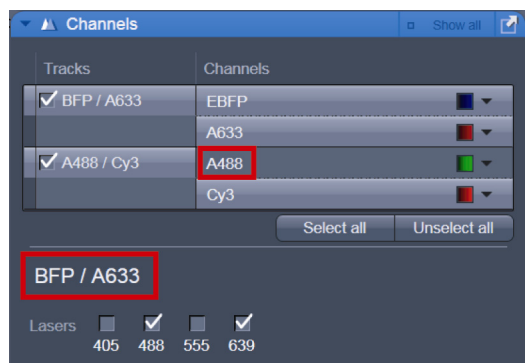 Channels Show all
Tracks Channels
BFP / A633 EBFP
A633
A488 / Cy3 A488
Cy3
Select all Unselect all
BFP / A633
Lasers
405 488 555 639